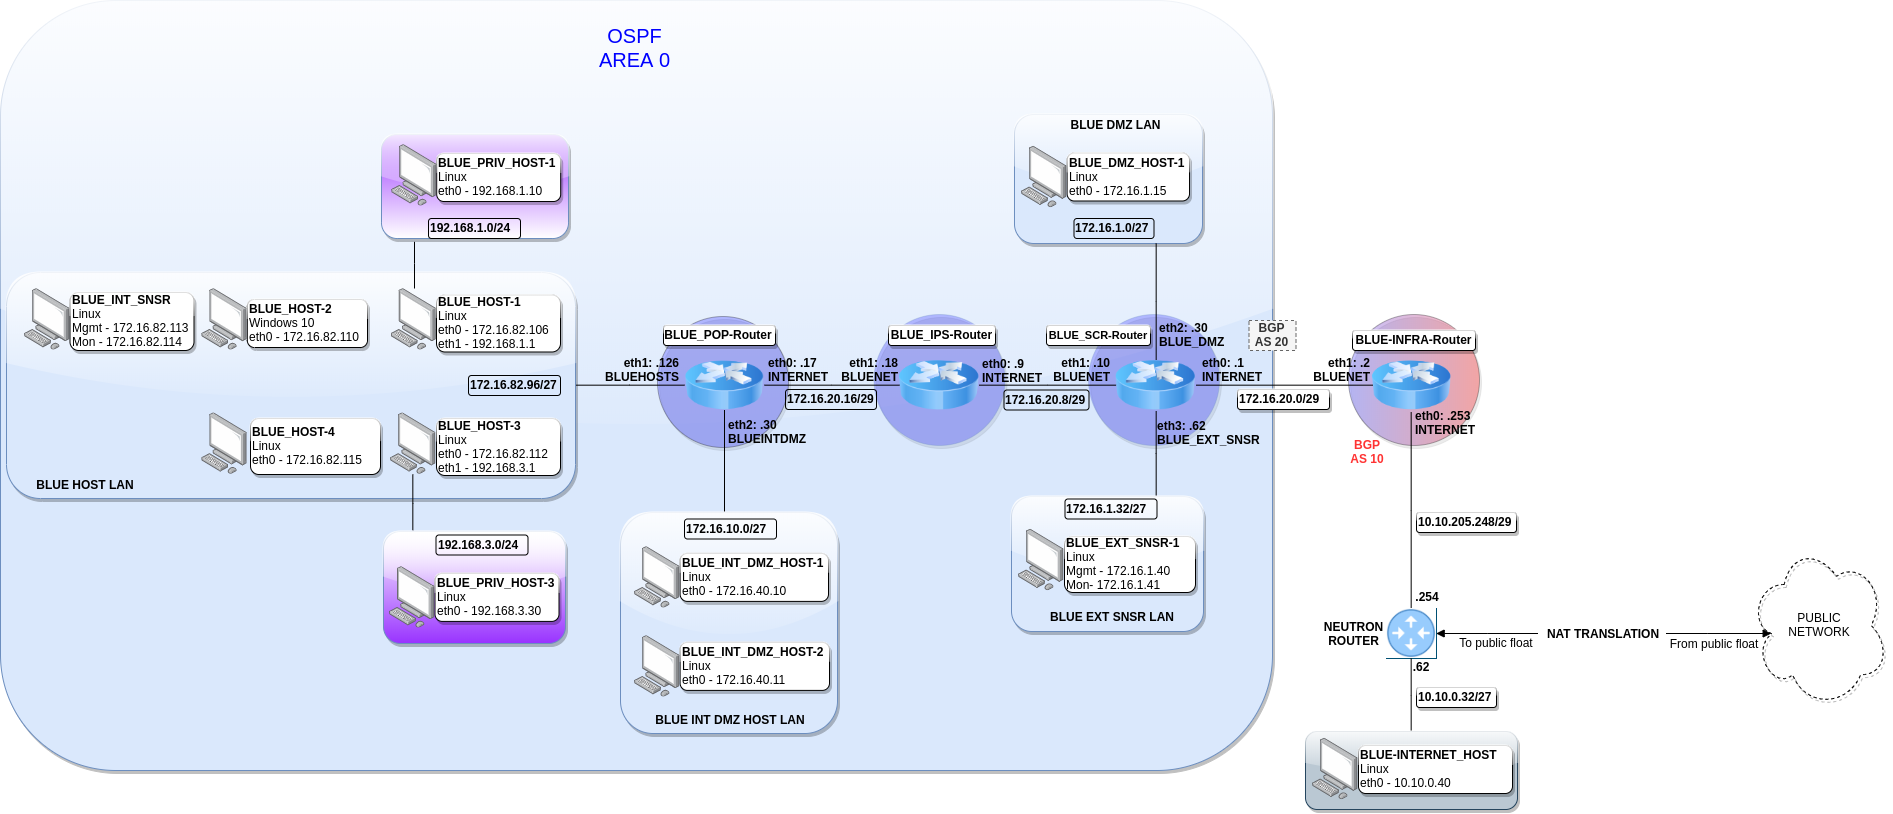 OSPF
AREA 0
BLUE_PRIV_HOST-1
Linux
eth0 - 192.168.1.10
192.168.1.0/24
BLUE DMZ LAN
BLUE_DMZ_HOST-1
Linux
eth0 - 172.16.1.15
172.16.1.0/27
BLUE_INT_SNSR
Linux
Mgmt - 172.16.82.113
Mon - 172.16.82.114
BLUE_HOST-2
Windows 10
eth0 - 172.16.82.110
BLUE_HOST-1
Linux
eth0 - 172.16.82.106
eth1 - 192.168.1.1
172.16.82.96/27
BLUE_HOST-4
Linux
eth0 - 172.16.82.115
BLUE_HOST-3
Linux
eth0 - 172.16.82.112
eth1 - 192.168.3.1
BLUE HOST LAN
192.168.3.0/24
BLUE_PRIV_HOST-3
Linux
eth0 - 192.168.3.30
BLUE_POP-Router
eth1: .126
BLUEHOSTS
eth0: .17
INTERNET
eth2: .30
BLUEINTDMZ
172.16.20.16/29
BLUE_IPS-Router
eth1: .18
BLUENET
eth0: .9
INTERNET
172.16.20.8/29
BLUE_SCR-Router
eth2: .30
BLUE_DMZ
eth1: .10
BLUENET
eth0: .1
INTERNET
eth3: .62
BLUE_EXT_SNSR
BGP
AS 20
172.16.20.0/29
BLUE-INFRA-Router
eth1: .2
BLUENET
eth0: .253
INTERNET
BGP
AS 10
172.16.10.0/27
BLUE_INT_DMZ_HOST-1
Linux
eth0 - 172.16.40.10
BLUE_INT_DMZ_HOST-2
Linux
eth0 - 172.16.40.11
BLUE INT DMZ HOST LAN
172.16.1.32/27
BLUE_EXT_SNSR-1
Linux
Mgmt - 172.16.1.40
Mon- 172.16.1.41
BLUE EXT SNSR LAN
10.10.205.248/29
.254
NEUTRON
ROUTER
.62
To public float
NAT TRANSLATION
From public float
PUBLIC
NETWORK
10.10.0.32/27
BLUE-INTERNET_HOST
Linux
eth0 - 10.10.0.40